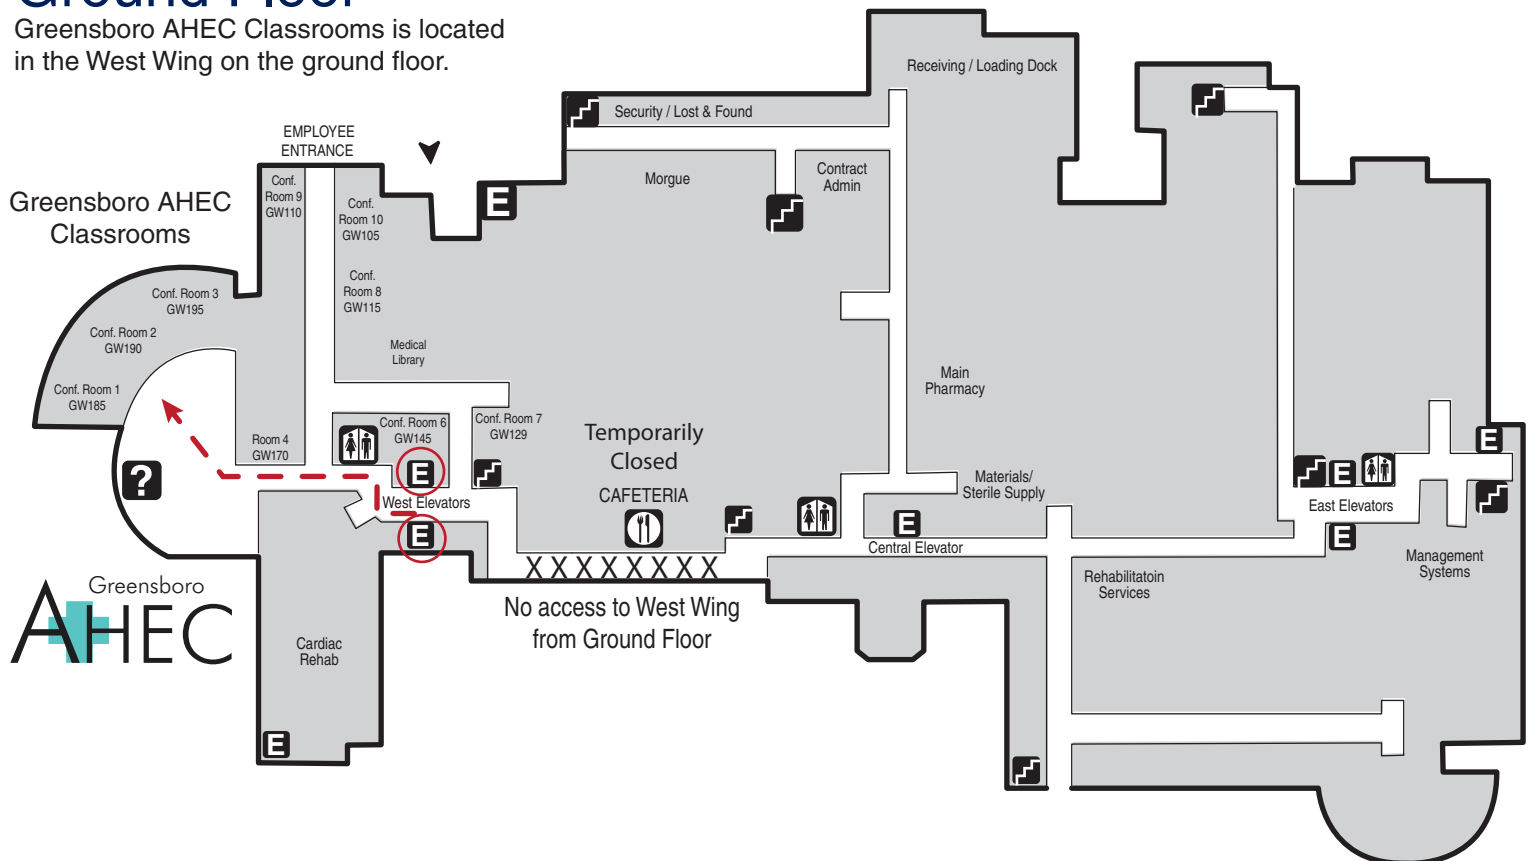 Ground Floor
Greensboro AHEC Classrooms is located
in the West Wing on the ground floor.
Receiving / Loading Dock
Security / Lost & Found
EMPLOYEE
ENTRANCE
Morgue
Contract
Admin
Conf.
Room 9
GW110
Conf.
Room 10
GW105
E
Greensboro AHEC
Classrooms
Conf.
Room 8
GW115
Conf. Room 3
GW195
Conf. Room 2
GW190
Medical
Library
Conf. Room 1
GW185
Main
Pharmacy
Conf. Room 6
GW145
Conf. Room 7
GW129
Room 4
GW170
Temporarily
Closed
CAFETERIA
?
E
West Elevators
E
Materials/
Sterile Supply
E
Central Elevator
E
E
East Elevators
E
Management
Systems
Rehabilitatoin
Services
XXXXXXXX
No access to West Wing
from Ground Floor
Greensboro
AHEC
Cardiac
Rehab
E